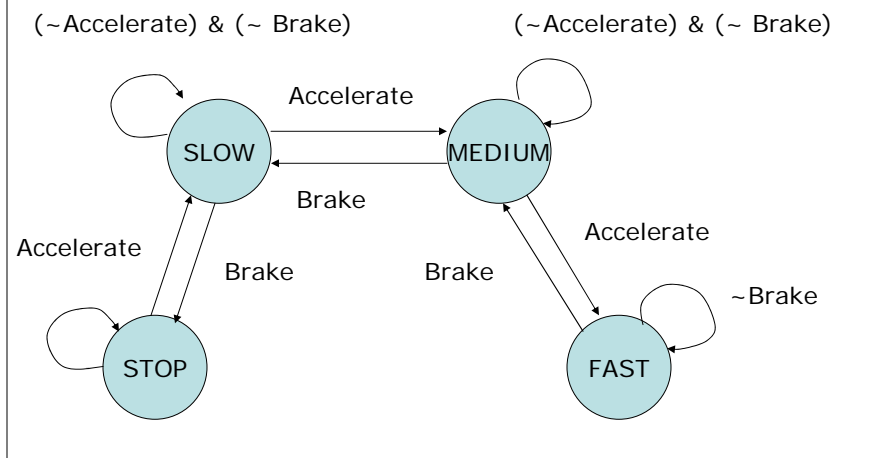 (~Accelerate) & (~ Brake)
(~Accelerate) & (~ Brake)
Accelerate
SLOW
MEDIUM
Brake
Accelerate
Accelerate
Brake
Brake
~Brake
STOP
FAST